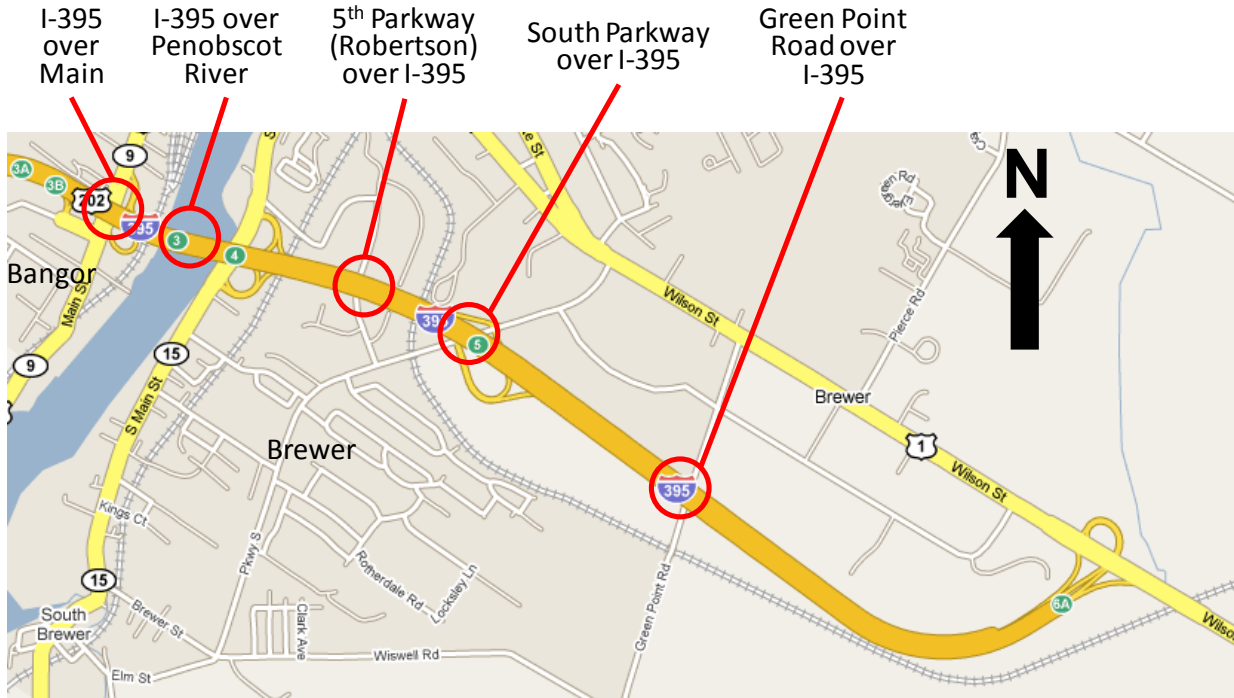 I-395
over
Main
I-395 over
Penobscot
River
5th Parkway
(Robertson)
over I-395
South Parkway
over I-395
Green Point
Road over
I-395
N
9
3A
3B
202
395
3
4
Bangor
Main St
9
15
S Main St
395
5
Brewer
Wilson St
Evergreen Rd
Pierce Rd
Brewer
1
Wilson St
395
Kings Ct
Pkwy S
Rotherdale Rd
Locksley Ln
Green Point Rd
15
South
Brewer
Brewer St
Clark Ave
Wiswell Rd
Elm St
6A